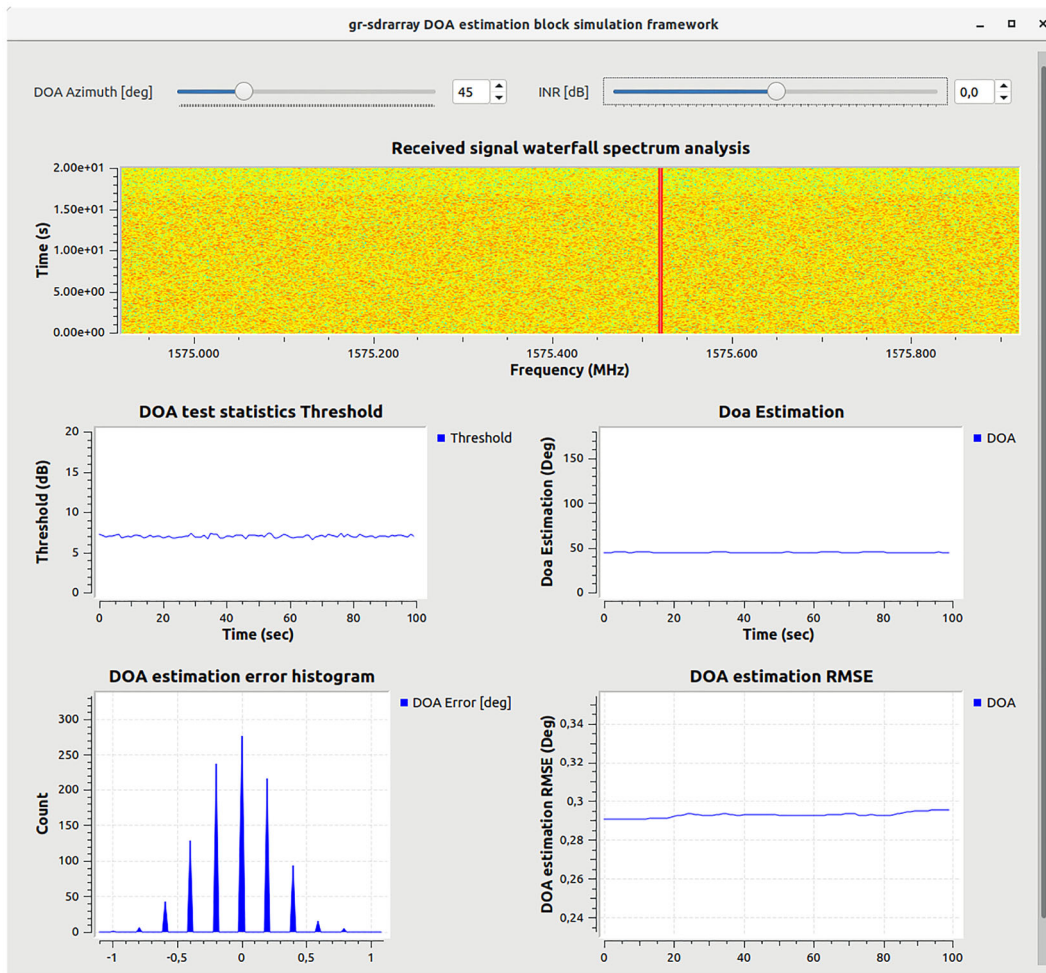 gr-sdrarray DOA estimation block simulation framework
DOA Azimuth [deg] 45 INR [dB] 0,0
Received signal waterfall spectrum analysis
Time (s)
2.00e+01
1.50e+01
1.00e+01
5.00e+00
0.00e+00
1575.000 1575.200 1575.400 1575.600 1575.800
Frequency (MHz)
DOA test statistics Threshold
Threshold
Threshold (dB)
20
15
10
5
0
0 20 40 60 80 100
Time (sec)
Doa Estimation
DOA
Doa Estimation (Deg)
150
100
50
0
0 20 40 60 80 100
Time (sec)
DOA estimation error histogram
DOA Error [deg]
Count
300
250
200
150
100
50
0
-1 -0,5 0 0,5 1
DOA estimation RMSE
DOA
DOA estimation RMSE (Deg)
0,34
0,32
0,3
0,28
0,26
0,24
0 20 40 60 80 100